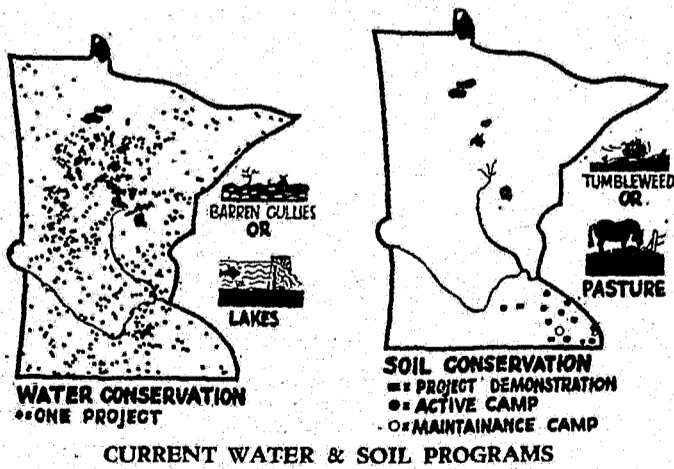 BARREN GULLIES
OR
LAKES
WATER CONSERVATION
•=ONE PROJECT
TUMBLEWEED
OR
PASTURE
SOIL CONSERVATION
▬= PROJECT DEMONSTRATION
●= ACTIVE CAMP
○= MAINTAINANCE CAMP
CURRENT WATER & SOIL PROGRAMS